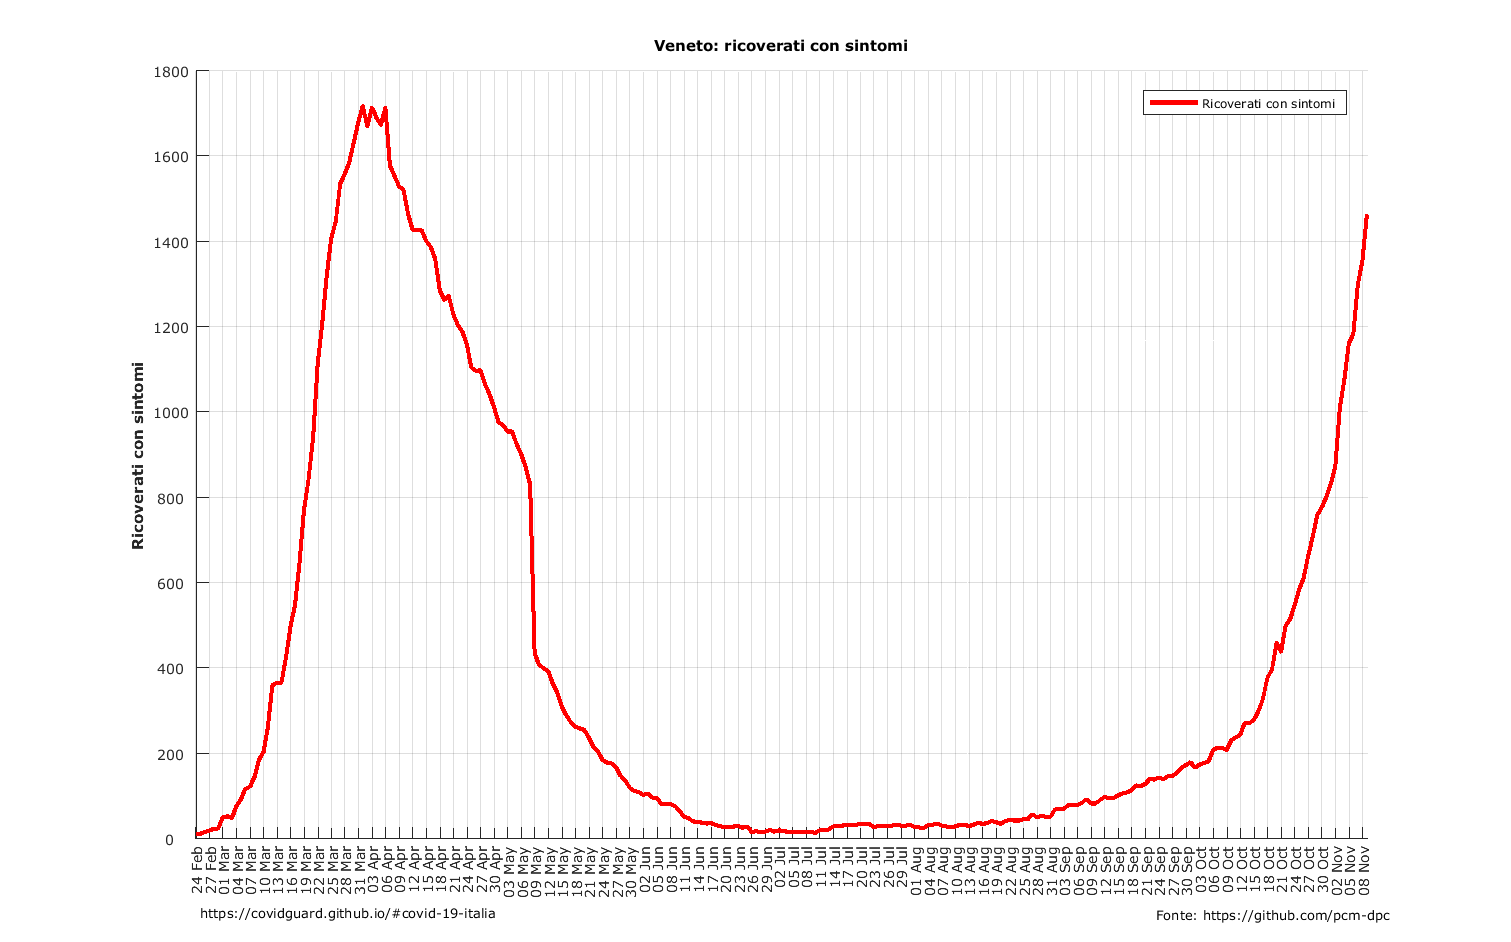 Veneto: ricoverati con sintomi
Ricoverati con sintomi
Ricoverati con sintomi
1800
1600
1400
1200
1000
800
600
400
200
0
24 Feb
27 Feb
01 Mar
04 Mar
07 Mar
10 Mar
13 Mar
16 Mar
19 Mar
22 Mar
25 Mar
28 Mar
31 Mar
03 Apr
06 Apr
09 Apr
12 Apr
15 Apr
18 Apr
21 Apr
24 Apr
27 Apr
30 Apr
03 May
06 May
09 May
12 May
15 May
18 May
21 May
24 May
27 May
30 May
02 Jun
05 Jun
08 Jun
11 Jun
14 Jun
17 Jun
20 Jun
23 Jun
26 Jun
29 Jun
02 Jul
05 Jul
08 Jul
11 Jul
14 Jul
17 Jul
20 Jul
23 Jul
26 Jul
29 Jul
01 Aug
04 Aug
07 Aug
10 Aug
13 Aug
16 Aug
19 Aug
22 Aug
25 Aug
28 Aug
31 Aug
03 Sep
06 Sep
09 Sep
12 Sep
15 Sep
18 Sep
21 Sep
24 Sep
27 Sep
30 Sep
03 Oct
06 Oct
09 Oct
12 Oct
15 Oct
18 Oct
21 Oct
24 Oct
27 Oct
30 Oct
02 Nov
05 Nov
08 Nov
https://covidguard.github.io/#covid-19-italia
Fonte: https://github.com/pcm-dpc